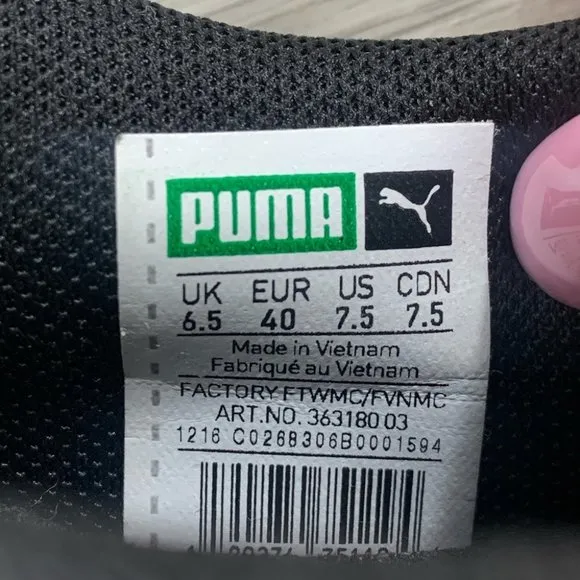 PUMA
UK EUR US CDN
6.5 40 7.5 7.5
Made in Vietnam
Fabriqué au Vietnam
FACTORY FTWMC/FVNMC
ART.NO. 363180 03
1216 C0268306B0001594